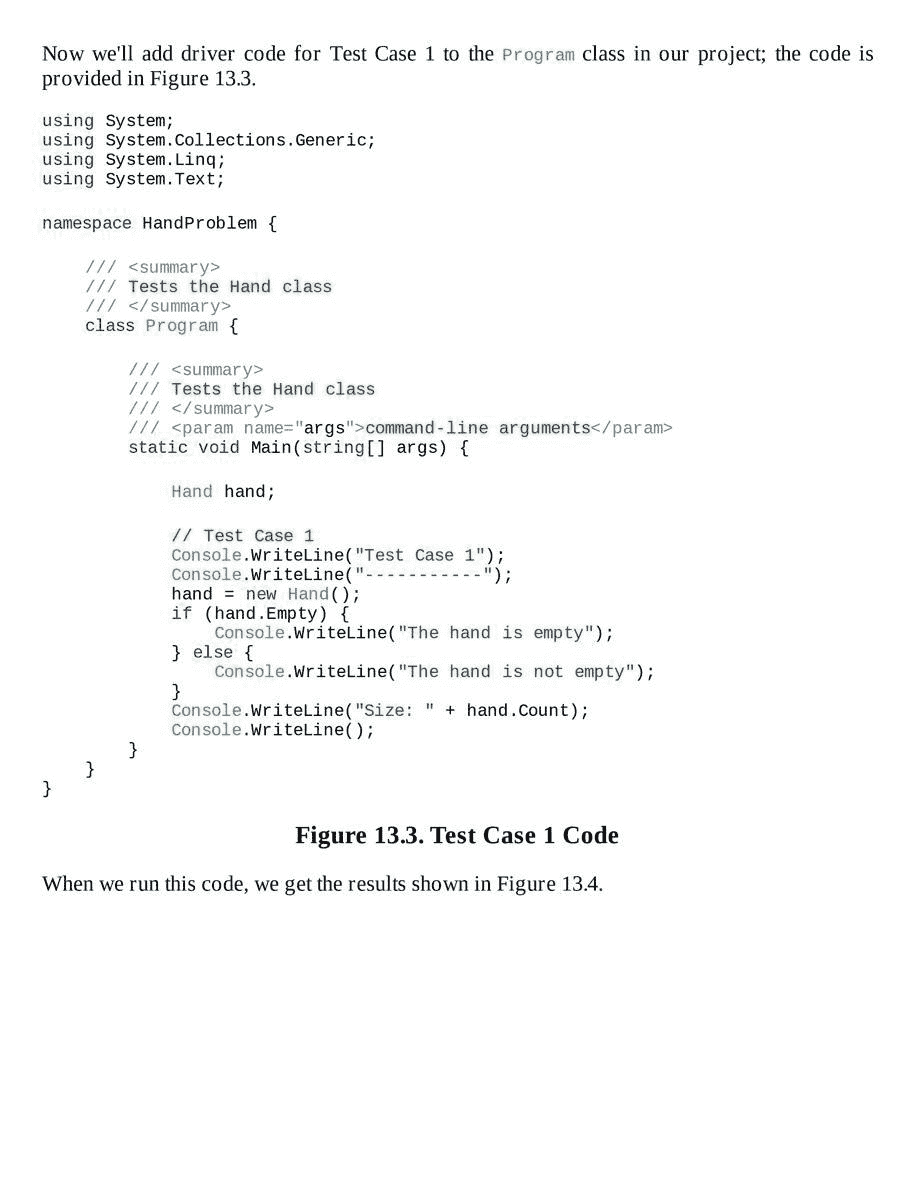 Now we'll add driver code for Test Case 1 to the Program class in our project; the code is
provided in Figure 13.3.
using System;
using System.Collections.Generic;
using System.Linq;
using System.Text;
namespace HandProblem {
/// <summary>
/// Tests the Hand class
/// </summary>
class Program {
/// <summary>
/// Tests the Hand class
/// </summary>
/// <param name="args">command-line arguments</param>
static void Main(string[] args) {
Hand hand;
// Test Case 1
Console.WriteLine("Test Case 1");
Console.WriteLine("-----------");
hand = new Hand();
if (hand.Empty) {
Console.WriteLine("The hand is empty");
} else {
Console.WriteLine("The hand is not empty");
}
Console.WriteLine("Size: " + hand.Count);
Console.WriteLine();
}
}
}
Figure 13.3. Test Case 1 Code
When we run this code, we get the results shown in Figure 13.4.